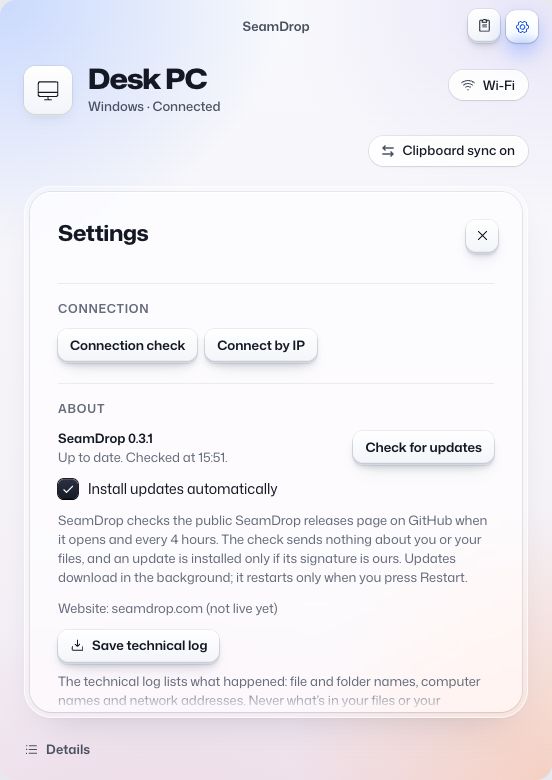 SeamDrop
Desk PC
Windows · Connected
Wi-Fi
Clipboard sync on
Settings
CONNECTION
Connection check
Connect by IP
ABOUT
SeamDrop 0.3.1
Up to date. Checked at 15:51.
Check for updates
Install updates automatically
SeamDrop checks the public SeamDrop releases page on GitHub when
it opens and every 4 hours. The check sends nothing about you or your
files, and an update is installed only if its signature is ours. Updates
download in the background; it restarts only when you press Restart.
Website: seamdrop.com (not live yet)
Save technical log
The technical log lists what happened: file and folder names, computer
names and network addresses. Never what's in your files or your
Details